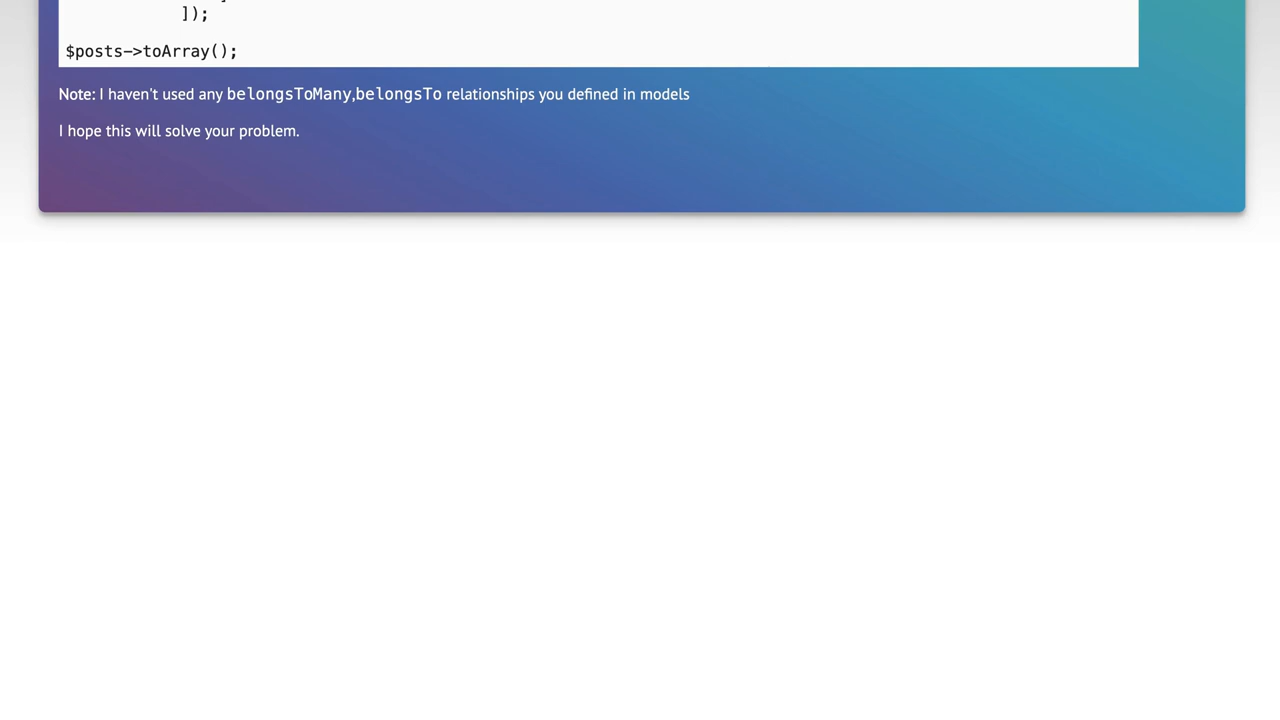 ]);
$posts->toArray();
Note: I haven't used any belongsToMany,belongsTo relationships you defined in models
I hope this will solve your problem.